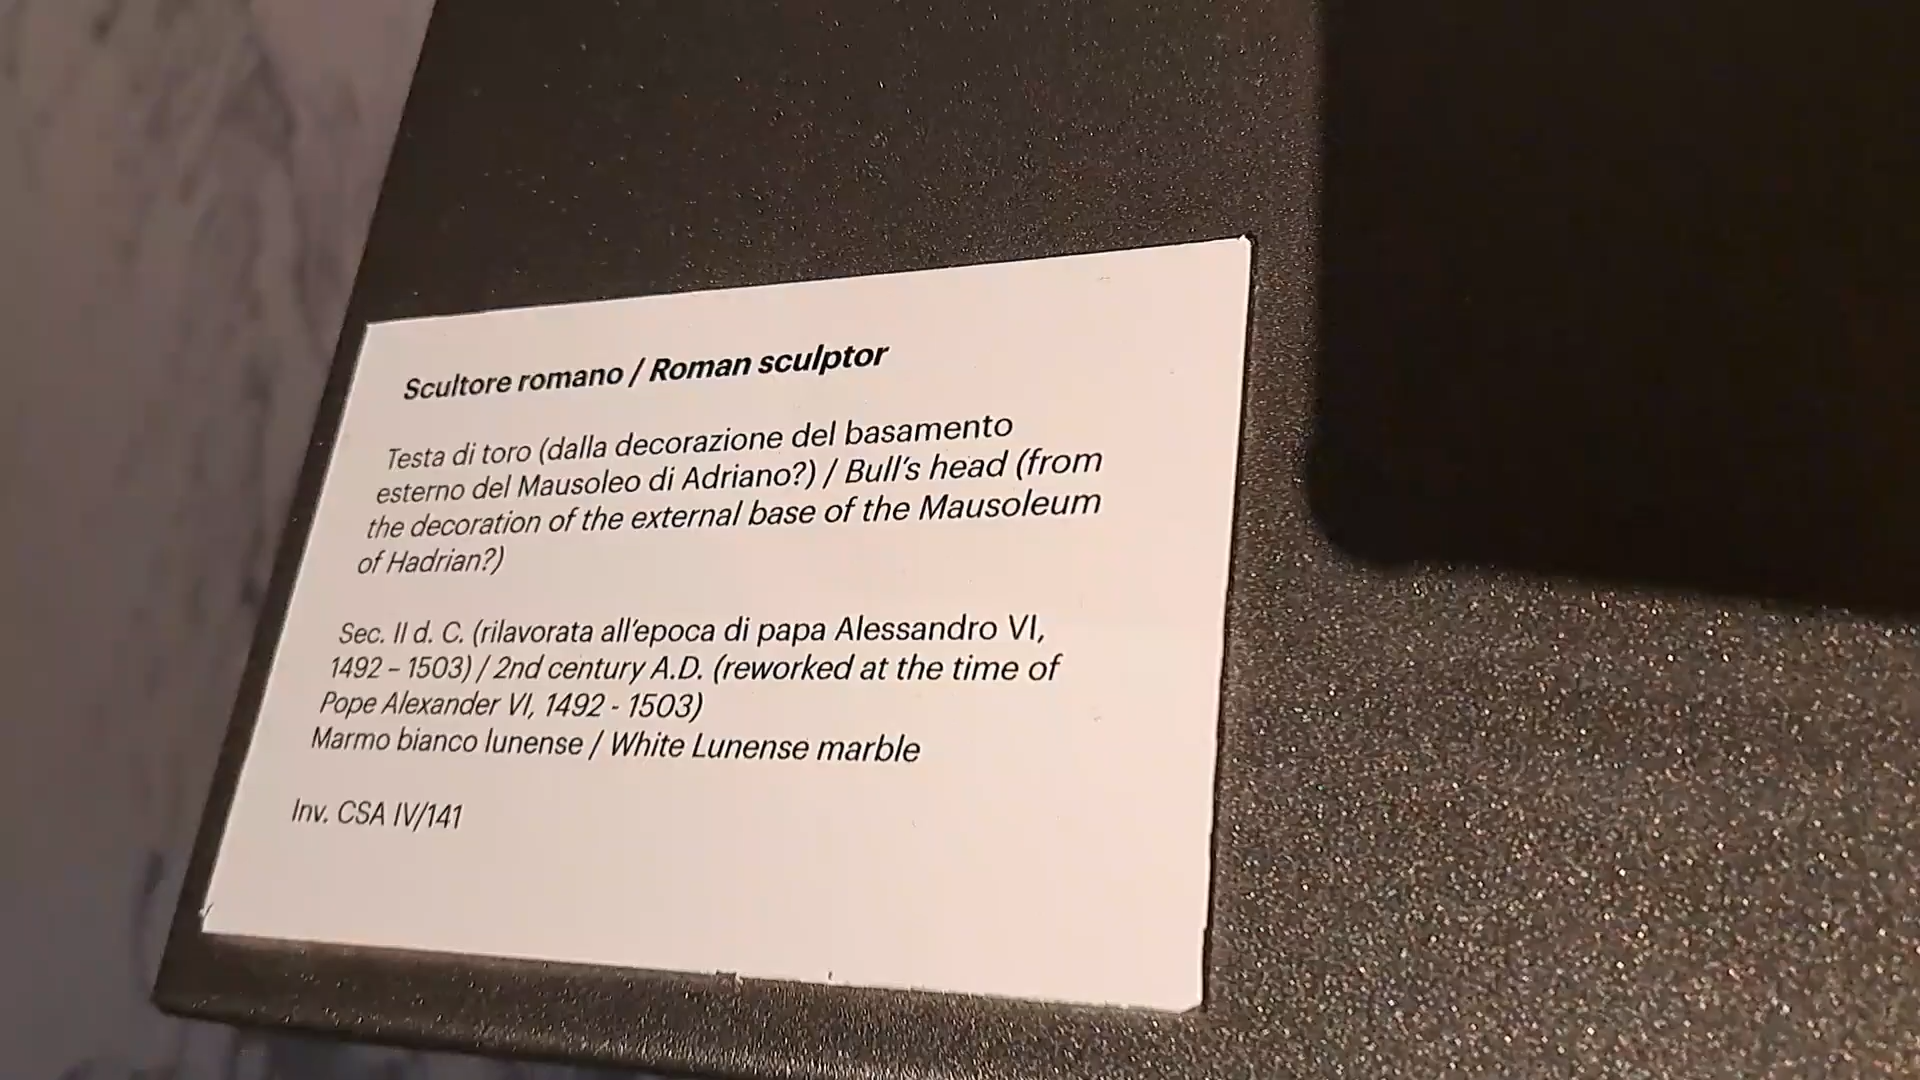 Scultore romano / Roman sculptor
Testa di toro (dalla decorazione del basamento
esterno del Mausoleo di Adriano?) / Bull's head (from
the decoration of the external base of the Mausoleum
of Hadrian?)
Sec. II d. C. (rilavorata all'epoca di papa Alessandro VI,
1492 – 1503) / 2nd century A.D. (reworked at the time of
Pope Alexander VI, 1492 - 1503)
Marmo bianco lunense / White Lunense marble
Inv. CSA IV/141